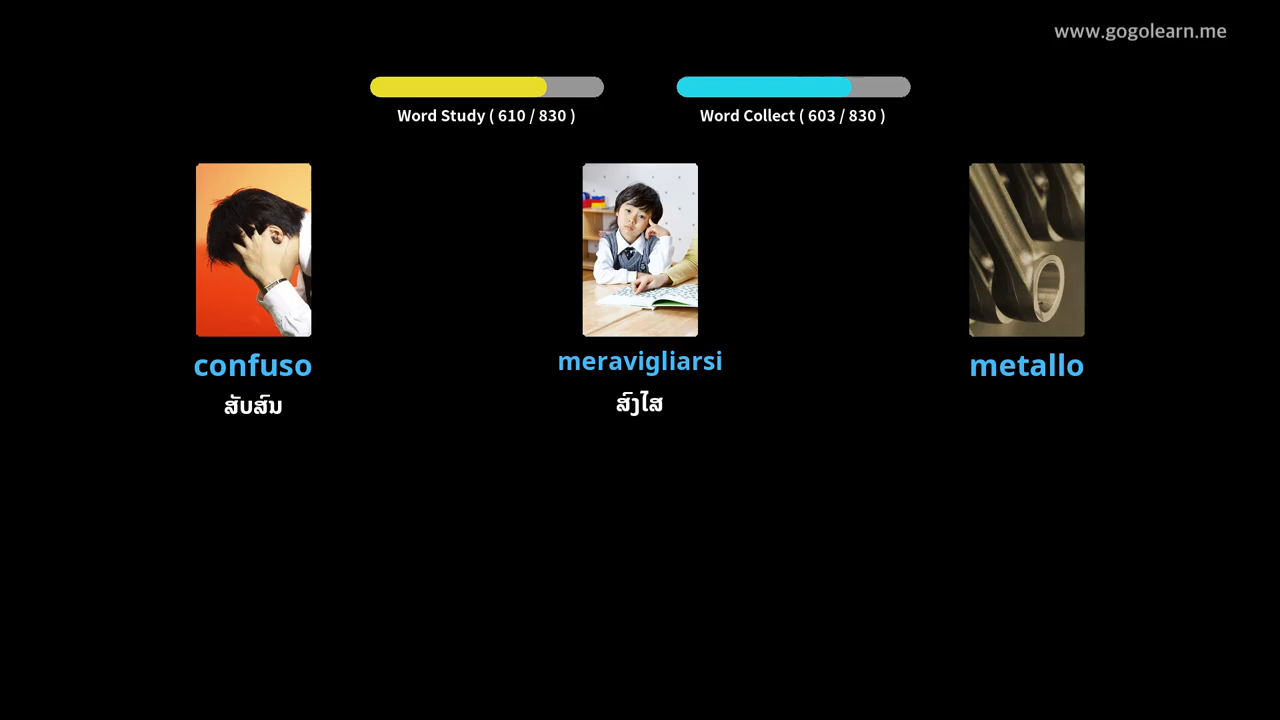 www.gogolearn.me
Word Study ( 610 / 830 )
Word Collect ( 603 / 830 )
confuso
meravigliarsi
metallo
ສັບສົນ
ສົງໄສ